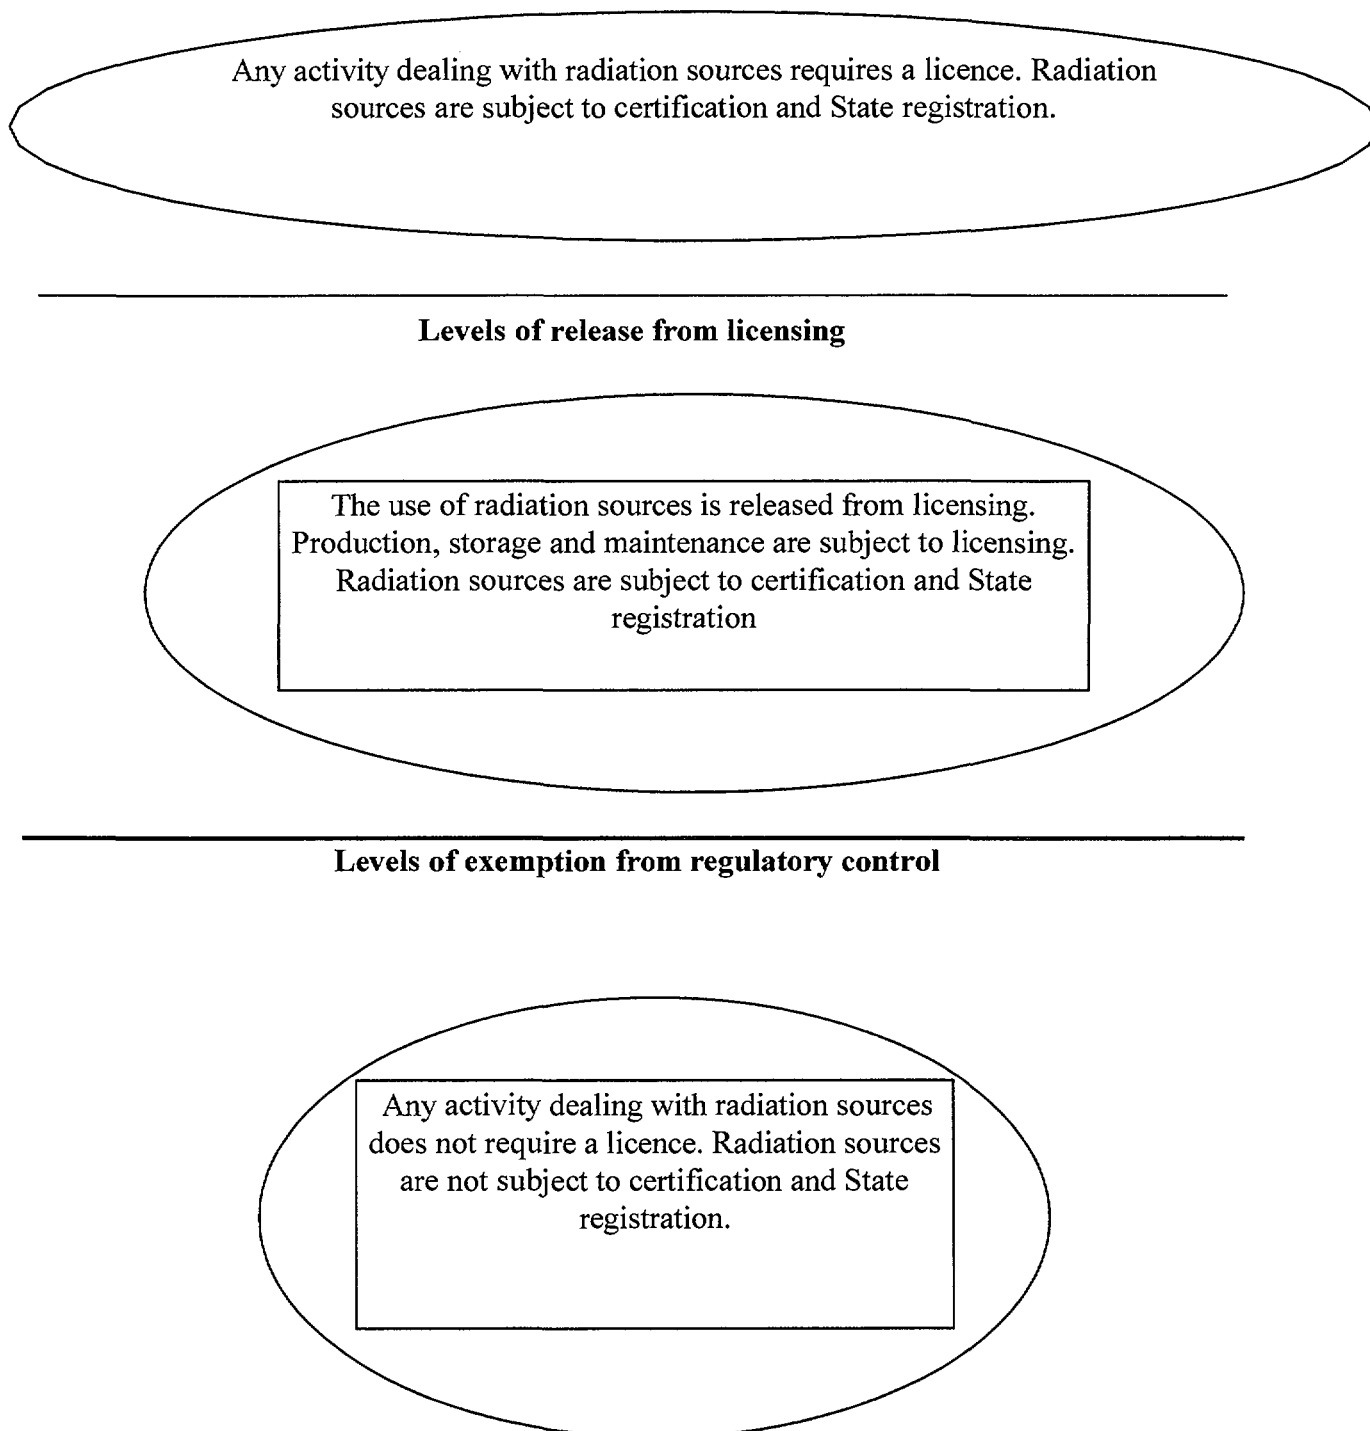 Any activity dealing with radiation sources requires a licence. Radiation
sources are subject to certification and State registration.
Levels of release from licensing
The use of radiation sources is released from licensing.
Production, storage and maintenance are subject to licensing.
Radiation sources are subject to certification and State
registration
Levels of exemption from regulatory control
Any activity dealing with radiation sources
does not require a licence. Radiation sources
are not subject to certification and State
registration.